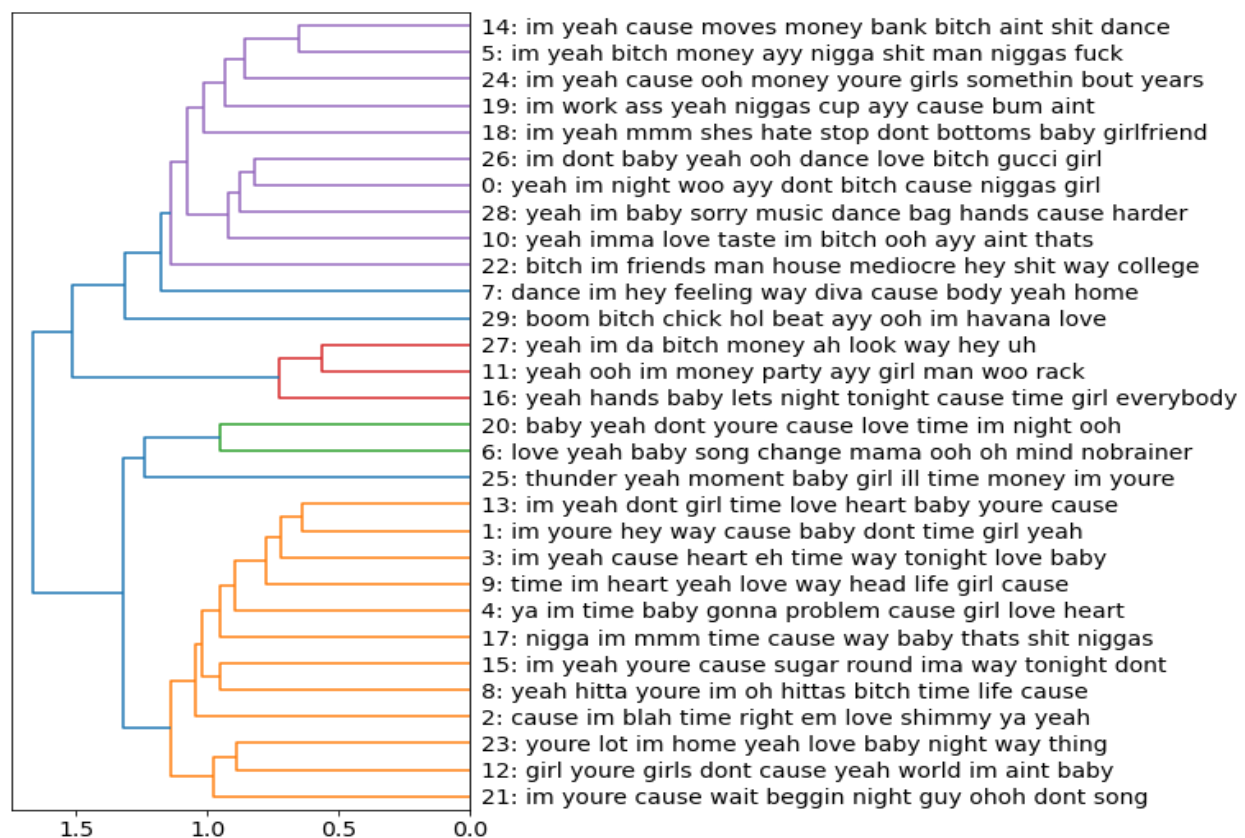 14: im yeah cause moves money bank bitch aint shit dance
5: im yeah bitch money ayy nigga shit man niggas fuck
24: im yeah cause ooh money youre girls somethin bout years
19: im work ass yeah niggas cup ayy cause bum aint
18: im yeah mmm shes hate stop dont bottoms baby girlfriend
26: im dont baby yeah ooh dance love bitch gucci girl
0: yeah im night woo ayy dont bitch cause niggas girl
28: yeah im baby sorry music dance bag hands cause harder
10: yeah imma love taste im bitch ooh ayy aint thats
22: bitch im friends man house mediocre hey shit way college
7: dance im hey feeling way diva cause body yeah home
29: boom bitch chick hol beat ayy ooh im havana love
27: yeah im da bitch money ah look way hey uh
11: yeah ooh im money party ayy girl man woo rack
16: yeah hands baby lets night tonight cause time girl everybody
20: baby yeah dont youre cause love time im night ooh
6: love yeah baby song change mama ooh oh mind nobrainer
25: thunder yeah moment baby girl ill time money im youre
13: im yeah dont girl time love heart baby youre cause
1: im youre hey way cause baby dont time girl yeah
3: im yeah cause heart eh time way tonight love baby
9: time im heart yeah love way head life girl cause
4: ya im time baby gonna problem cause girl love heart
17: nigga im mmm time cause way baby thats shit niggas
15: im yeah youre cause sugar round ima way tonight dont
8: yeah hitta youre im oh hittas bitch time life cause
2: cause im blah time right em love shimmy ya yeah
23: youre lot im home yeah love baby night way thing
12: girl youre girls dont cause yeah world im aint baby
21: im youre cause wait beggin night guy ohoh dont song
1.5 1.0 0.5 0.0